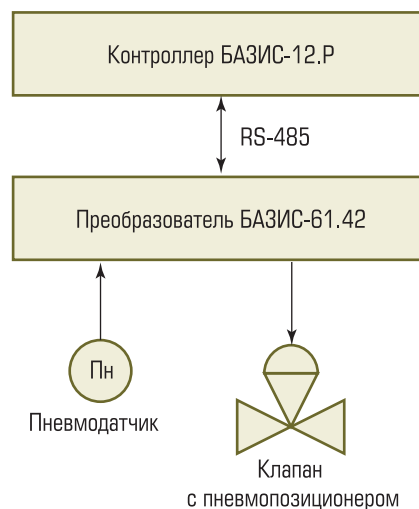 Контроллер БАЗИС-12.Р
RS-485
Преобразователь БАЗИС-61.42
Пн
Пневмодатчик
Клапан
с пневмопозиционером